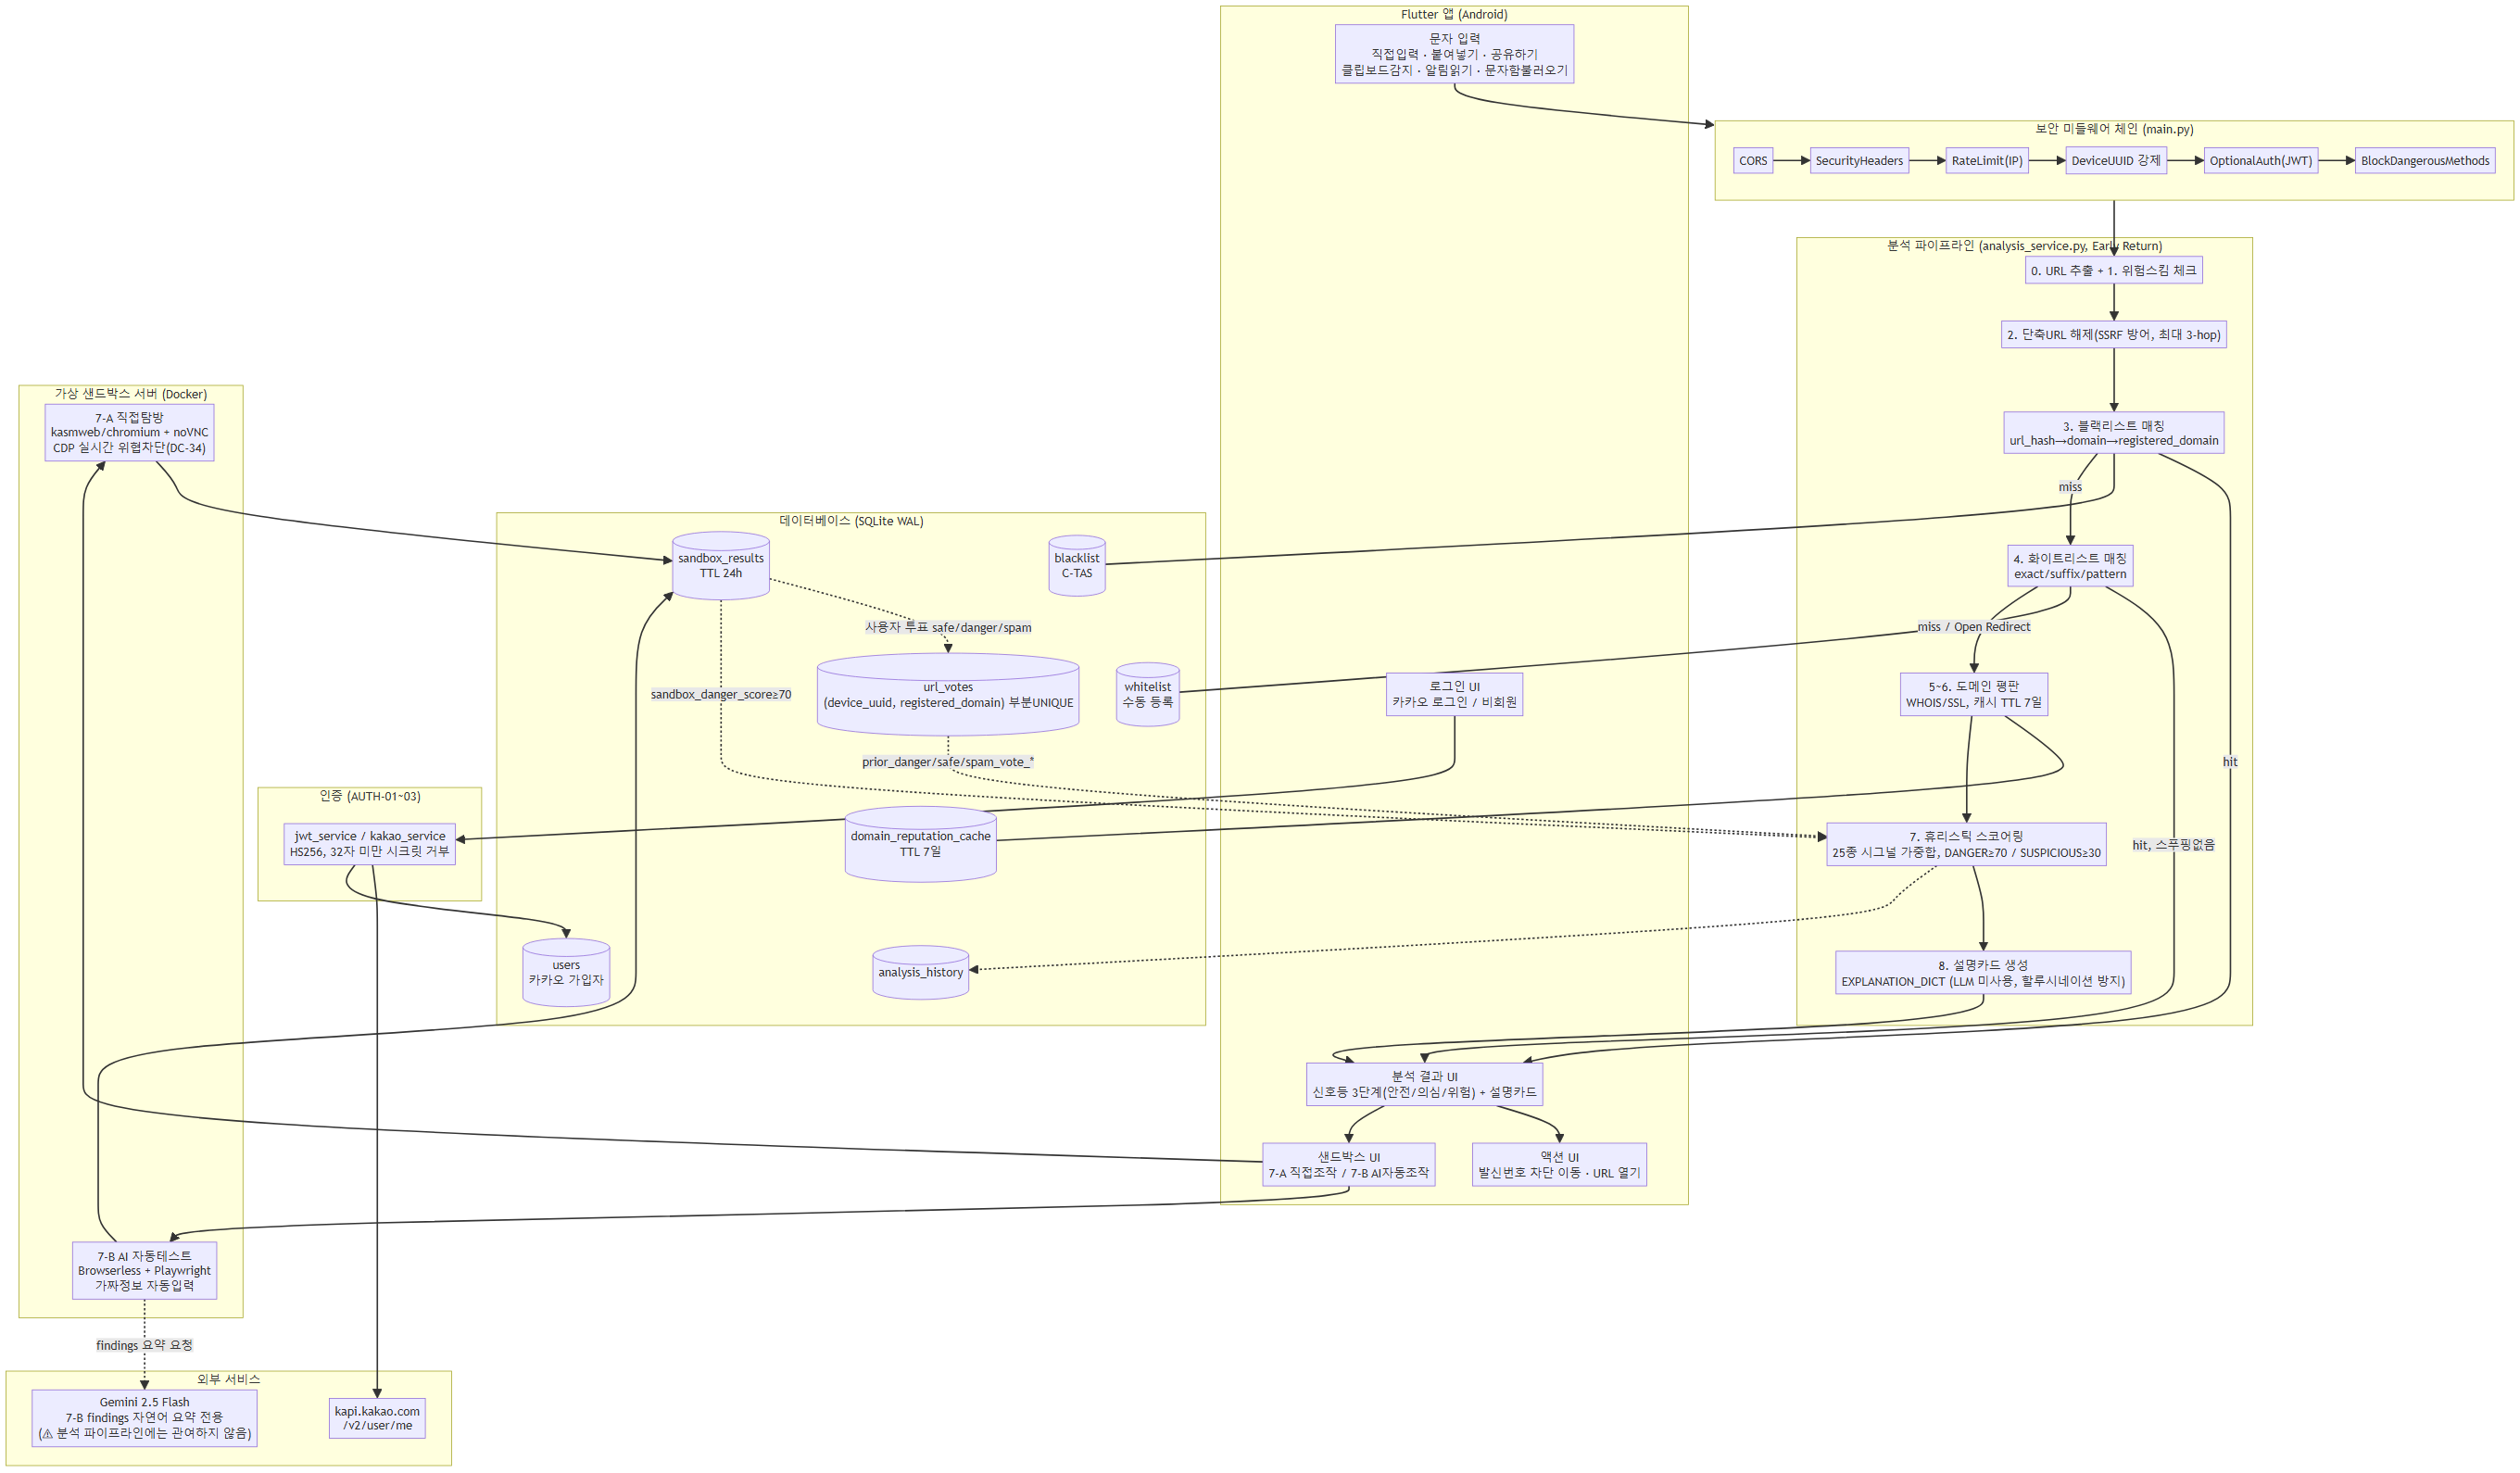 Flutter 앱 (Android)
문자 입력
직접입력 · 붙여넣기 · 공유하기
클립보드감지 · 알림읽기 · 문자함불러오기
보안 미들웨어 체인 (main.py)
CORS
SecurityHeaders
RateLimit(IP)
DeviceUUID 강제
OptionalAuth(JWT)
BlockDangerousMethods
분석 파이프라인 (analysis_service.py, Early Return)
0. URL 추출 + 1. 위험스킴 체크
2. 단축URL 해제(SSRF 방어, 최대 3-hop)
3. 블랙리스트 매칭
url_hash→domain→registered_domain
miss
4. 화이트리스트 매칭
exact/suffix/pattern
miss / Open Redirect
5~6. 도메인 평판
WHOIS/SSL, 캐시 TTL 7일
hit
hit, 스푸핑없음
7. 휴리스틱 스코어링
25종 시그널 가중합, DANGER≥70 / SUSPICIOUS≥30
8. 설명카드 생성
EXPLANATION_DICT (LLM 미사용, 할루시네이션 방지)
가상 샌드박스 서버 (Docker)
7-A 직접탐방
kasmweb/chromium + noVNC
CDP 실시간 위협차단(DC-34)
데이터베이스 (SQLite WAL)
sandbox_results
TTL 24h
blacklist
C-TAS
사용자 투표 safe/danger/spam
sandbox_danger_score≥70
url_votes
(device_uuid, registered_domain) 부분UNIQUE
whitelist
수동 등록
prior_danger/safe/spam_vote_*
로그인 UI
카카오 로그인 / 비회원
인증 (AUTH-01~03)
jwt_service / kakao_service
HS256, 32자 미만 시크릿 거부
domain_reputation_cache
TTL 7일
users
카카오 가입자
analysis_history
분석 결과 UI
신호등 3단계(안전/의심/위험) + 설명카드
샌드박스 UI
7-A 직접조작 / 7-B AI자동조작
액션 UI
발신번호 차단 이동 · URL 열기
7-B AI 자동테스트
Browserless + Playwright
가짜정보 자동입력
findings 요약 요청
외부 서비스
Gemini 2.5 Flash
7-B findings 자연어 요약 전용
(⚠ 분석 파이프라인에는 관여하지 않음)
kapi.kakao.com
/v2/user/me